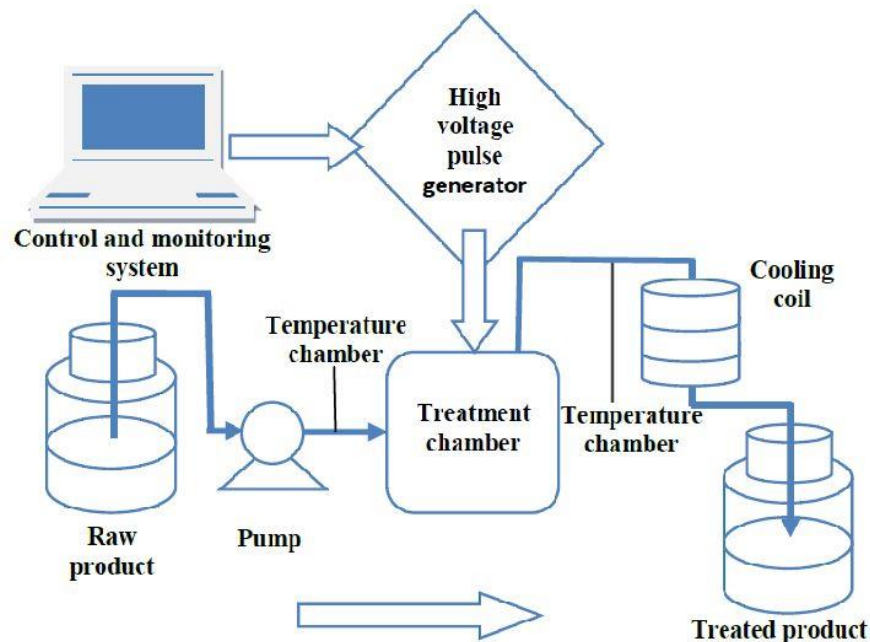 High
voltage
pulse
generator
Control and monitoring
system
Cooling
coil
Temperature
chamber
Treatment
chamber
Temperature
chamber
Raw
product
Pump
Treated product